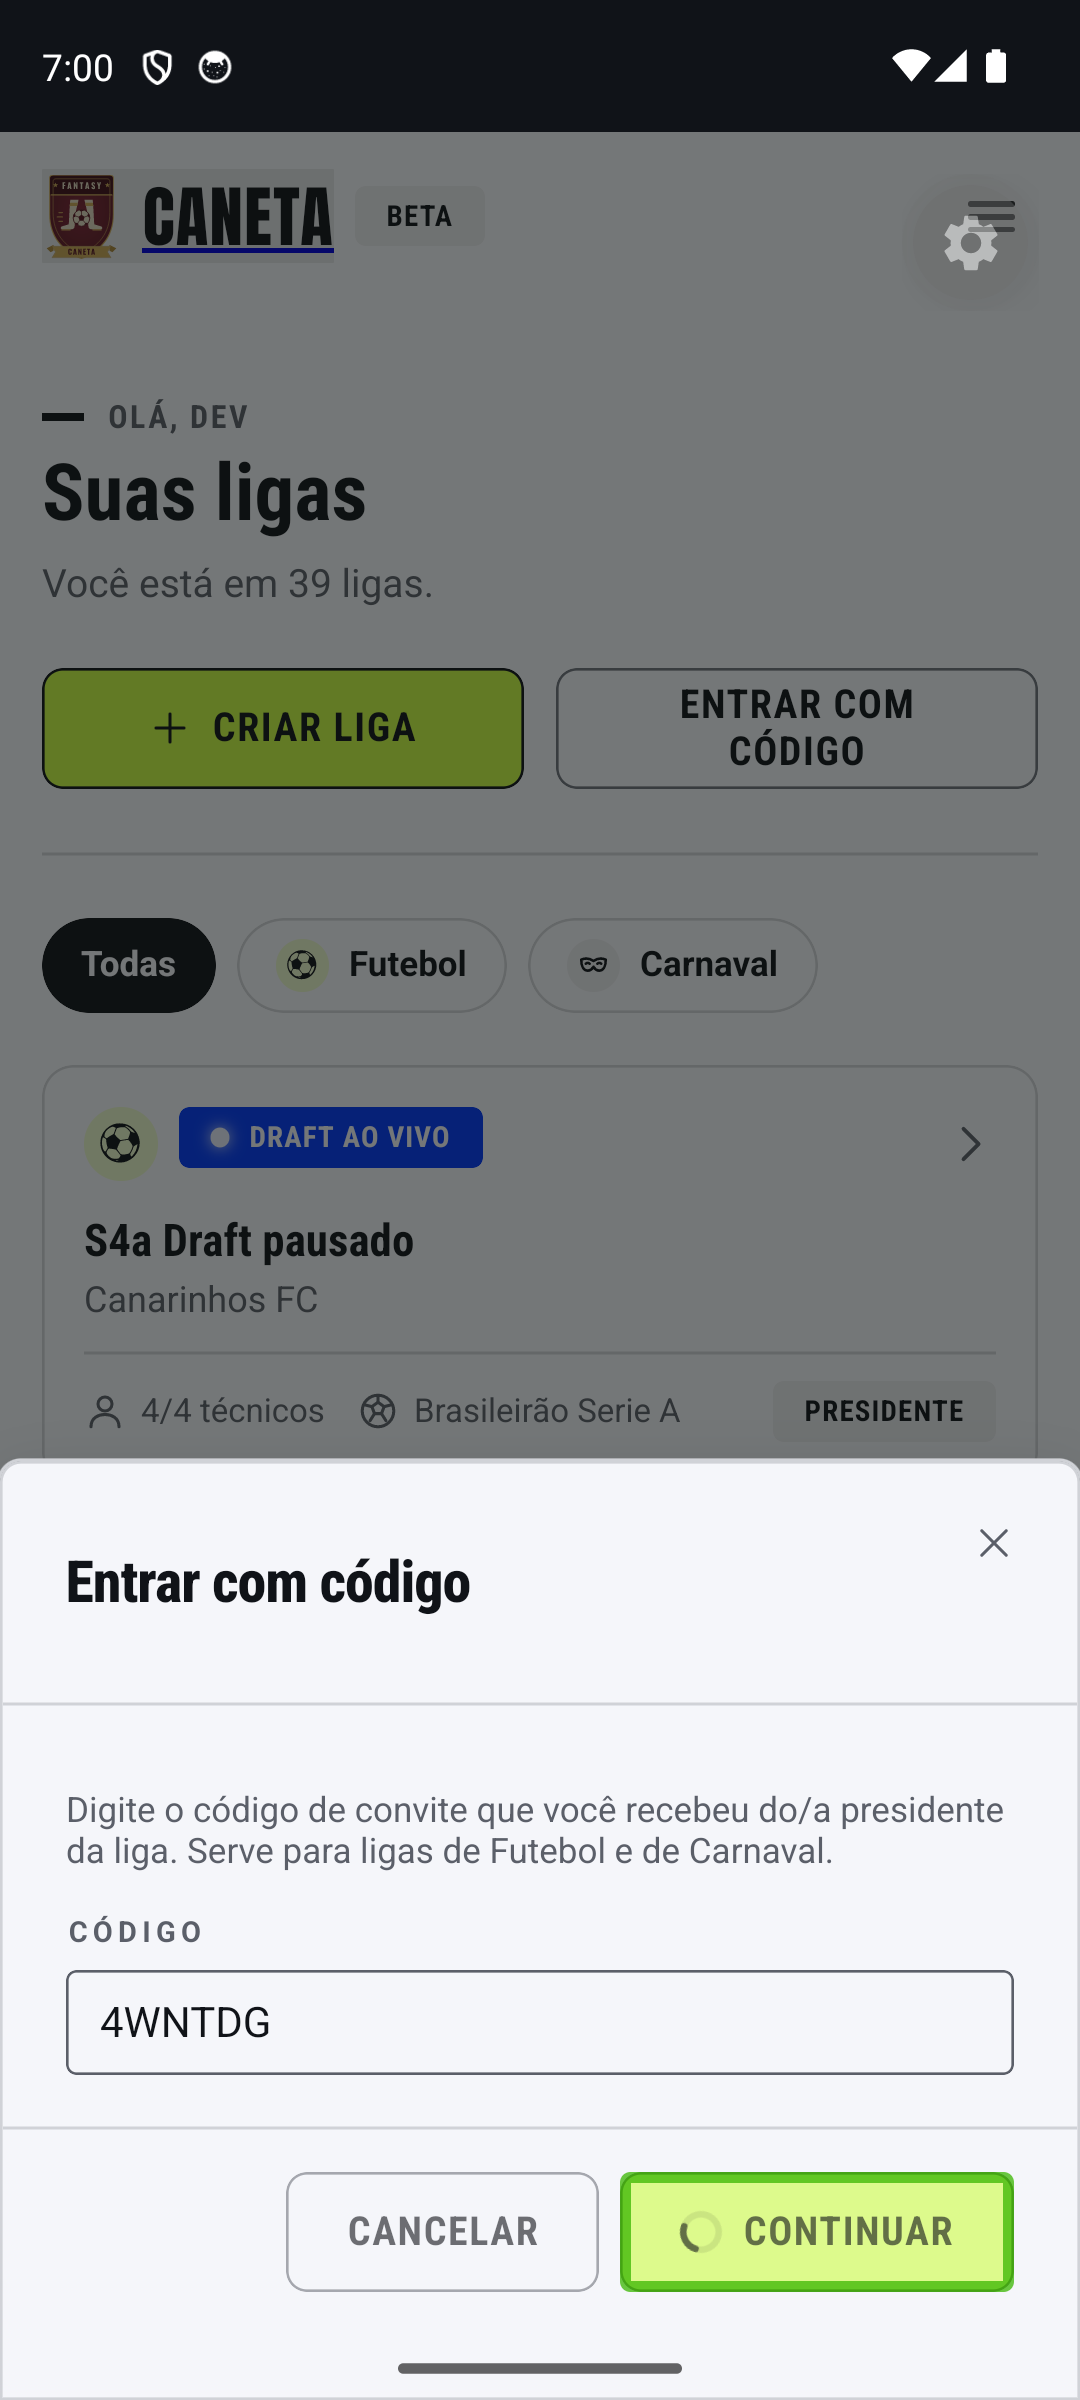 7:00
FANTASY
CANETA
CANETA
BETA
OLÁ, DEV
Suas ligas
Você está em 39 ligas.
CRIAR LIGA
ENTRAR COM
CÓDIGO
Todas
Futebol
Carnaval
DRAFT AO VIVO
S4a Draft pausado
Canarinhos FC
4/4 técnicos
Brasileirão Serie A
PRESIDENTE
Entrar com código
Digite o código de convite que você recebeu do/a presidente
da liga. Serve para ligas de Futebol e de Carnaval.
CÓDIGO
4WNTDG
CANCELAR
CONTINUAR